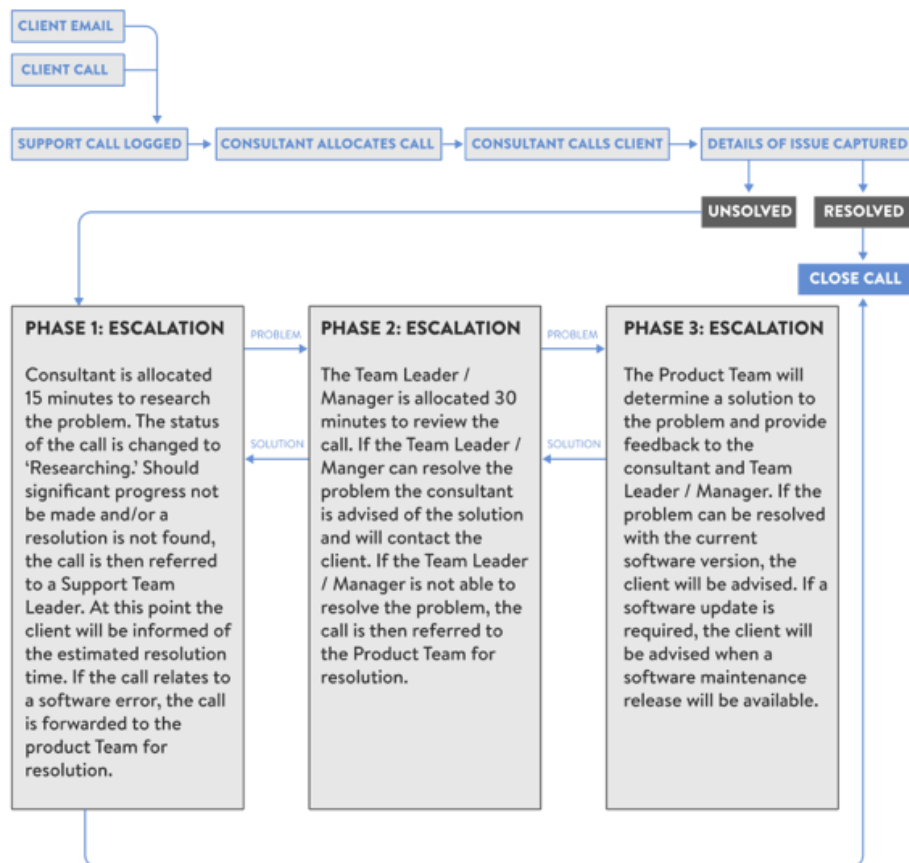 CLIENT EMAIL
CLIENT CALL
SUPPORT CALL LOGGED
CONSULTANT ALLOCATES CALL
CONSULTANT CALLS CLIENT
DETAILS OF ISSUE CAPTURED
UNSOLVED
RESOLVED
CLOSE CALL
PHASE 1: ESCALATION
Consultant is allocated
15 minutes to research
the problem. The status
of the call is changed to
‘Researching.’ Should
significant progress not
be made and/or a
resolution is not found,
the call is then referred
to a Support Team
Leader. At this point the
client will be informed of
the estimated resolution
time. If the call relates to
a software error, the call
is forwarded to the
product Team for
resolution.
PROBLEM
SOLUTION
PHASE 2: ESCALATION
The Team Leader /
Manager is allocated 30
minutes to review the
call. If the Team Leader /
Manger can resolve the
problem the consultant
is advised of the solution
and will contact the
client. If the Team Leader
/ Manager is not able to
resolve the problem, the
call is then referred to
the Product Team for
resolution.
PROBLEM
SOLUTION
PHASE 3: ESCALATION
The Product Team will
determine a solution to
the problem and provide
feedback to the
consultant and Team
Leader / Manager. If the
problem can be resolved
with the current
software version, the
client will be advised. If a
software update is
required, the client will
be advised when a
software maintenance
release will be available.